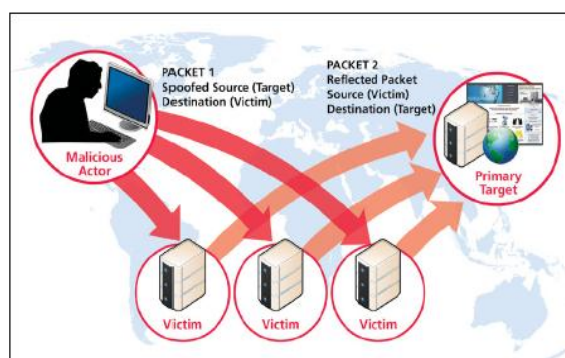 PACKET 1
Spoofed Source (Target)
Destination (Victim)
PACKET 2
Reflected Packet
Source (Victim)
Destination (Target)
Malicious
Actor
Primary
Target
Victim
Victim
Victim